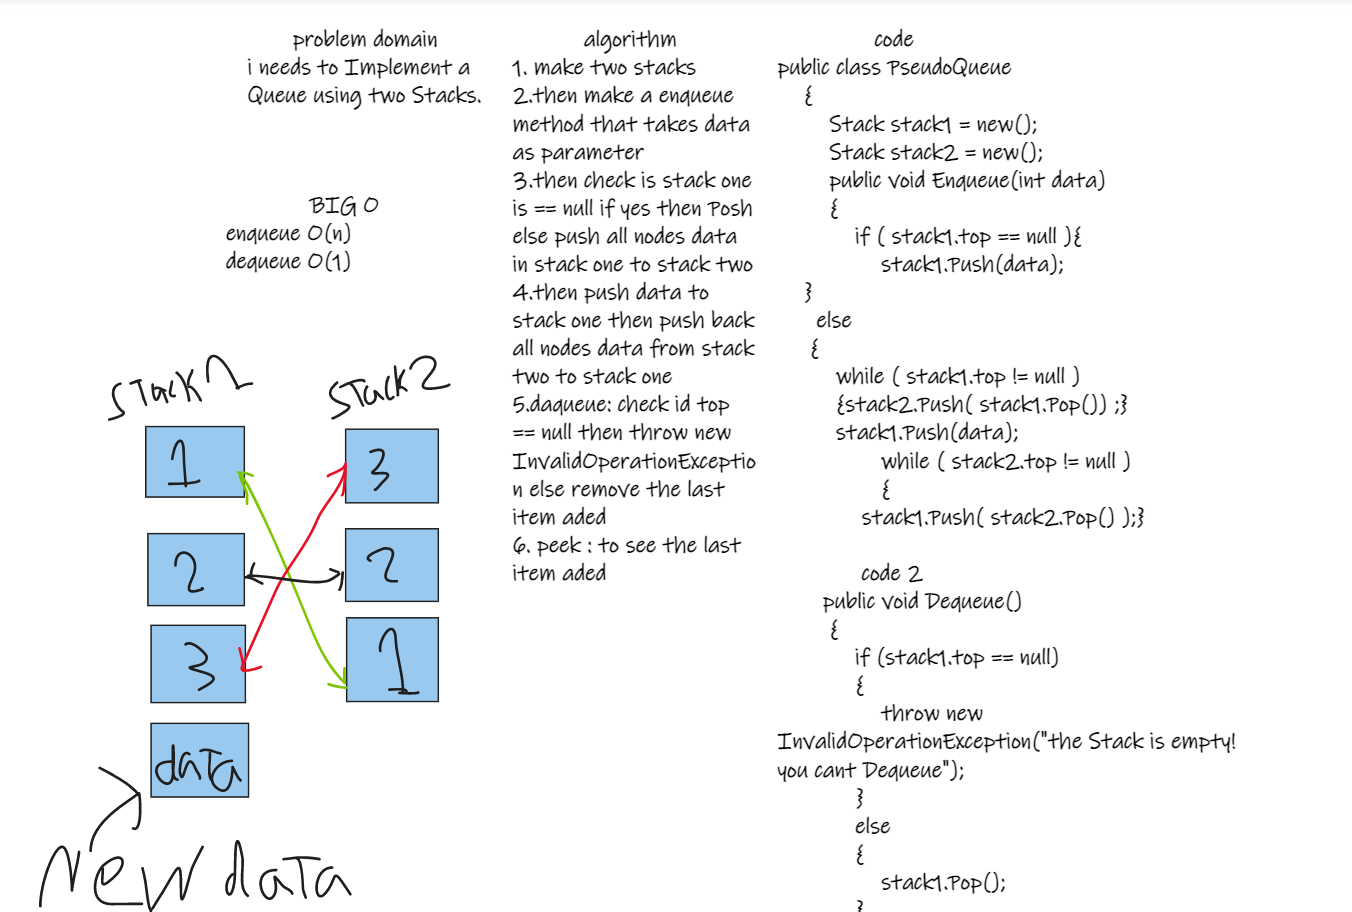 problem domain
i needs to Implement a
Queue using two Stacks.
BIG O
enqueue O(n)
dequeue O(1)
Stack 1
Stack 2
1
3
2
2
3
1
data
New data
algorithm
1. make two stacks
2.then make a enqueue
method that takes data
as parameter
3.then check is stack one
is == null if yes then Posh
else push all nodes data
in stack one to stack two
4.then push data to
stack one then push back
all nodes data from stack
two to stack one
5.daqueue: check id top
== null then throw new
InvalidOperationExceptio
n else remove the last
item aded
6. peek : to see the last
item aded
code
public class PseudoQueue
{
Stack stack1 = new();
Stack stack2 = new();
public void Enqueue(int data)
{
if ( stack1.top == null ){
stack1.Push(data);
}
else
{
while ( stack1.top != null )
{stack2.Push( stack1.Pop()) ;}
stack1.Push(data);
while ( stack2.top != null )
{
stack1.Push( stack2.Pop() );}
code 2
public void Dequeue()
{
if (stack1.top == null)
{
throw new
InvalidOperationException("the Stack is empty!
you cant Dequeue");
}
else
{
stack1.Pop();
}